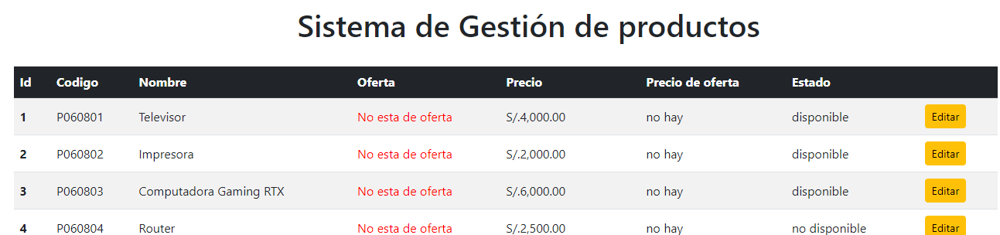 Sistema de Gestión de productos
Id Codigo Nombre Oferta Precio Precio de oferta Estado
1 P060801 Televisor No esta de oferta S/.4,000.00 no hay disponible Editar
2 P060802 Impresora No esta de oferta S/.2,000.00 no hay disponible Editar
3 P060803 Computadora Gaming RTX No esta de oferta S/.6,000.00 no hay disponible Editar
4 P060804 Router No esta de oferta S/.2,500.00 no hay no disponible Editar